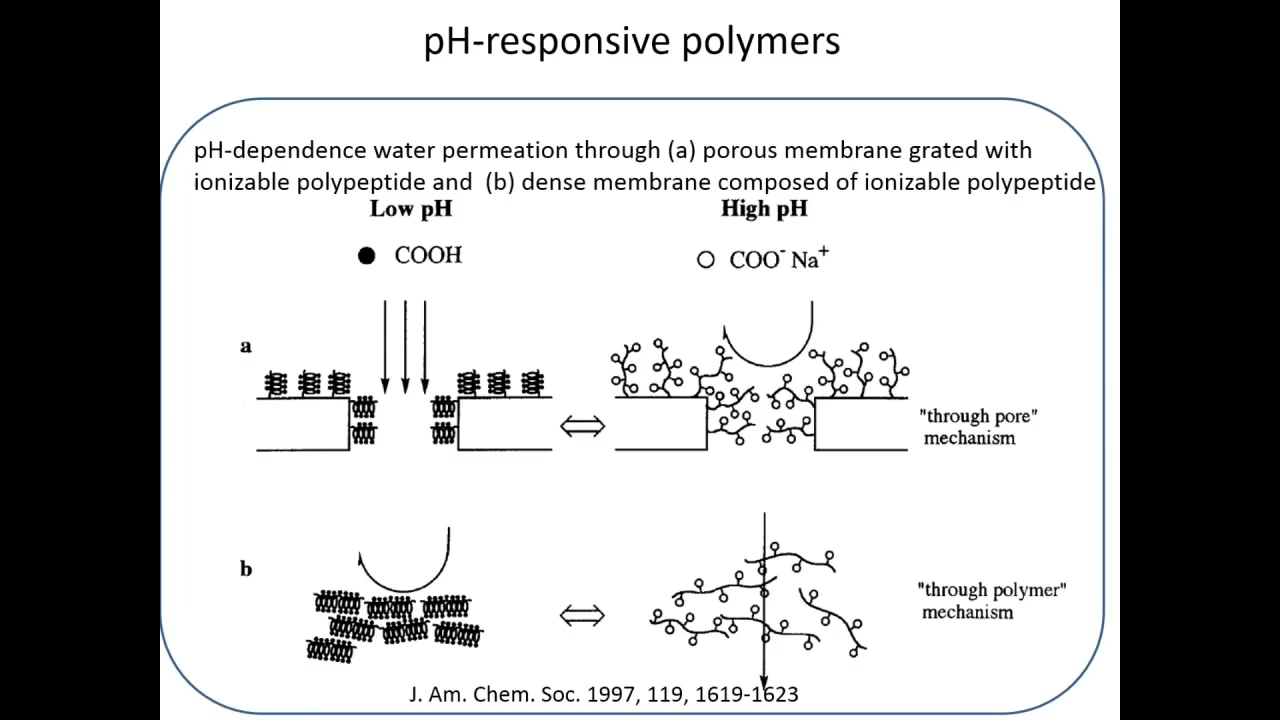 pH-responsive polymers
pH-dependence water permeation through (a) porous membrane grated with
ionizable polypeptide and (b) dense membrane composed of ionizable polypeptide
Low pH
High pH
COOH
COO⁻ Na⁺
a
"through pore"
mechanism
b
"through polymer"
mechanism
J. Am. Chem. Soc. 1997, 119, 1619-1623